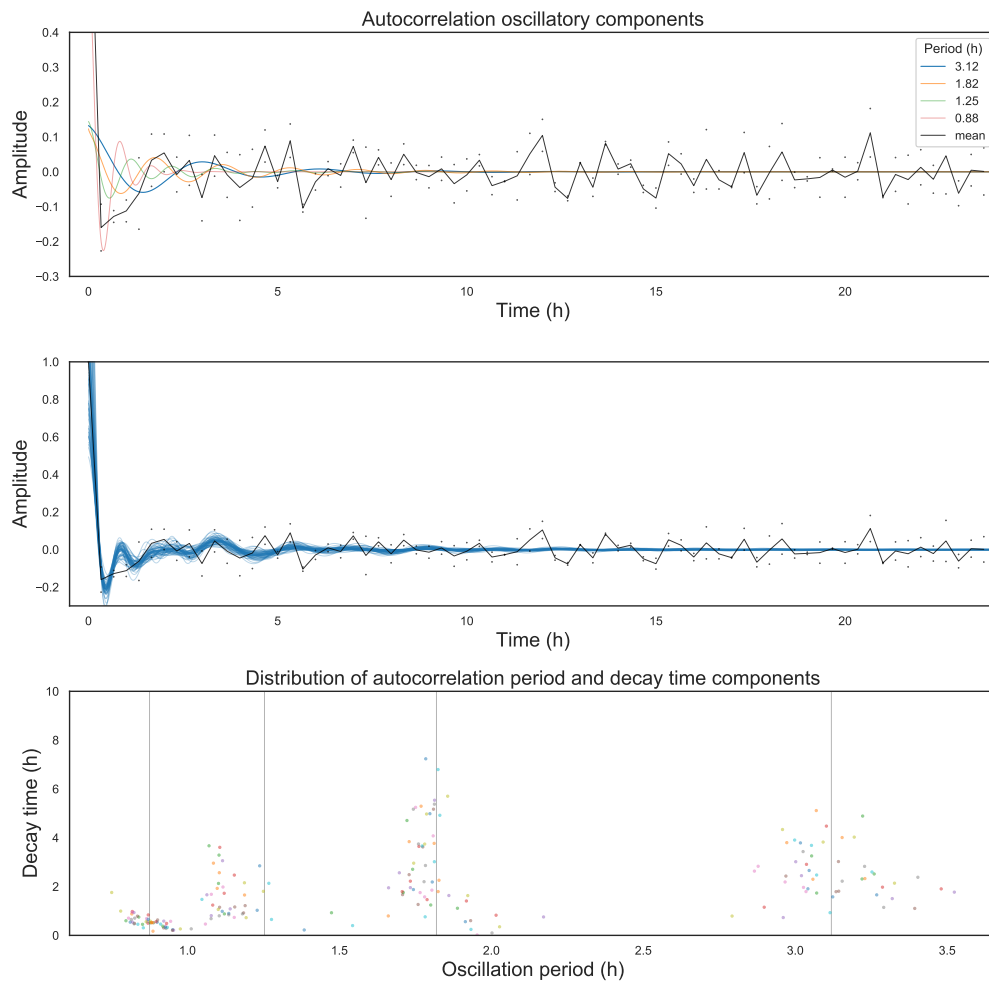 Autocorrelation oscillatory components
Amplitude
0.4
0.3
0.2
0.1
0.0
−0.1
−0.2
−0.3
Period (h)
3.12
1.82
1.25
0.88
mean
0 5 10 15 20
Time (h)
Amplitude
1.0
0.8
0.6
0.4
0.2
0.0
−0.2
0 5 10 15 20
Time (h)
Distribution of autocorrelation period and decay time components
Decay time (h)
10
8
6
4
2
0
1.0 1.5 2.0 2.5 3.0 3.5
Oscillation period (h)